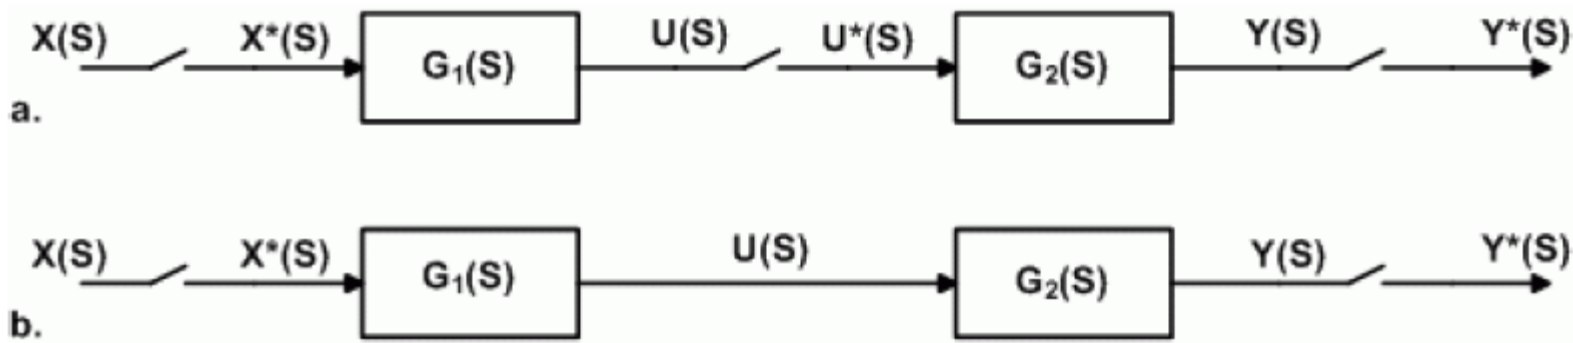 X(S) X*(S) G₁(S) U(S) U*(S) G₂(S) Y(S) Y*(S)
a.
X(S) X*(S) G₁(S) U(S) G₂(S) Y(S) Y*(S)
b.